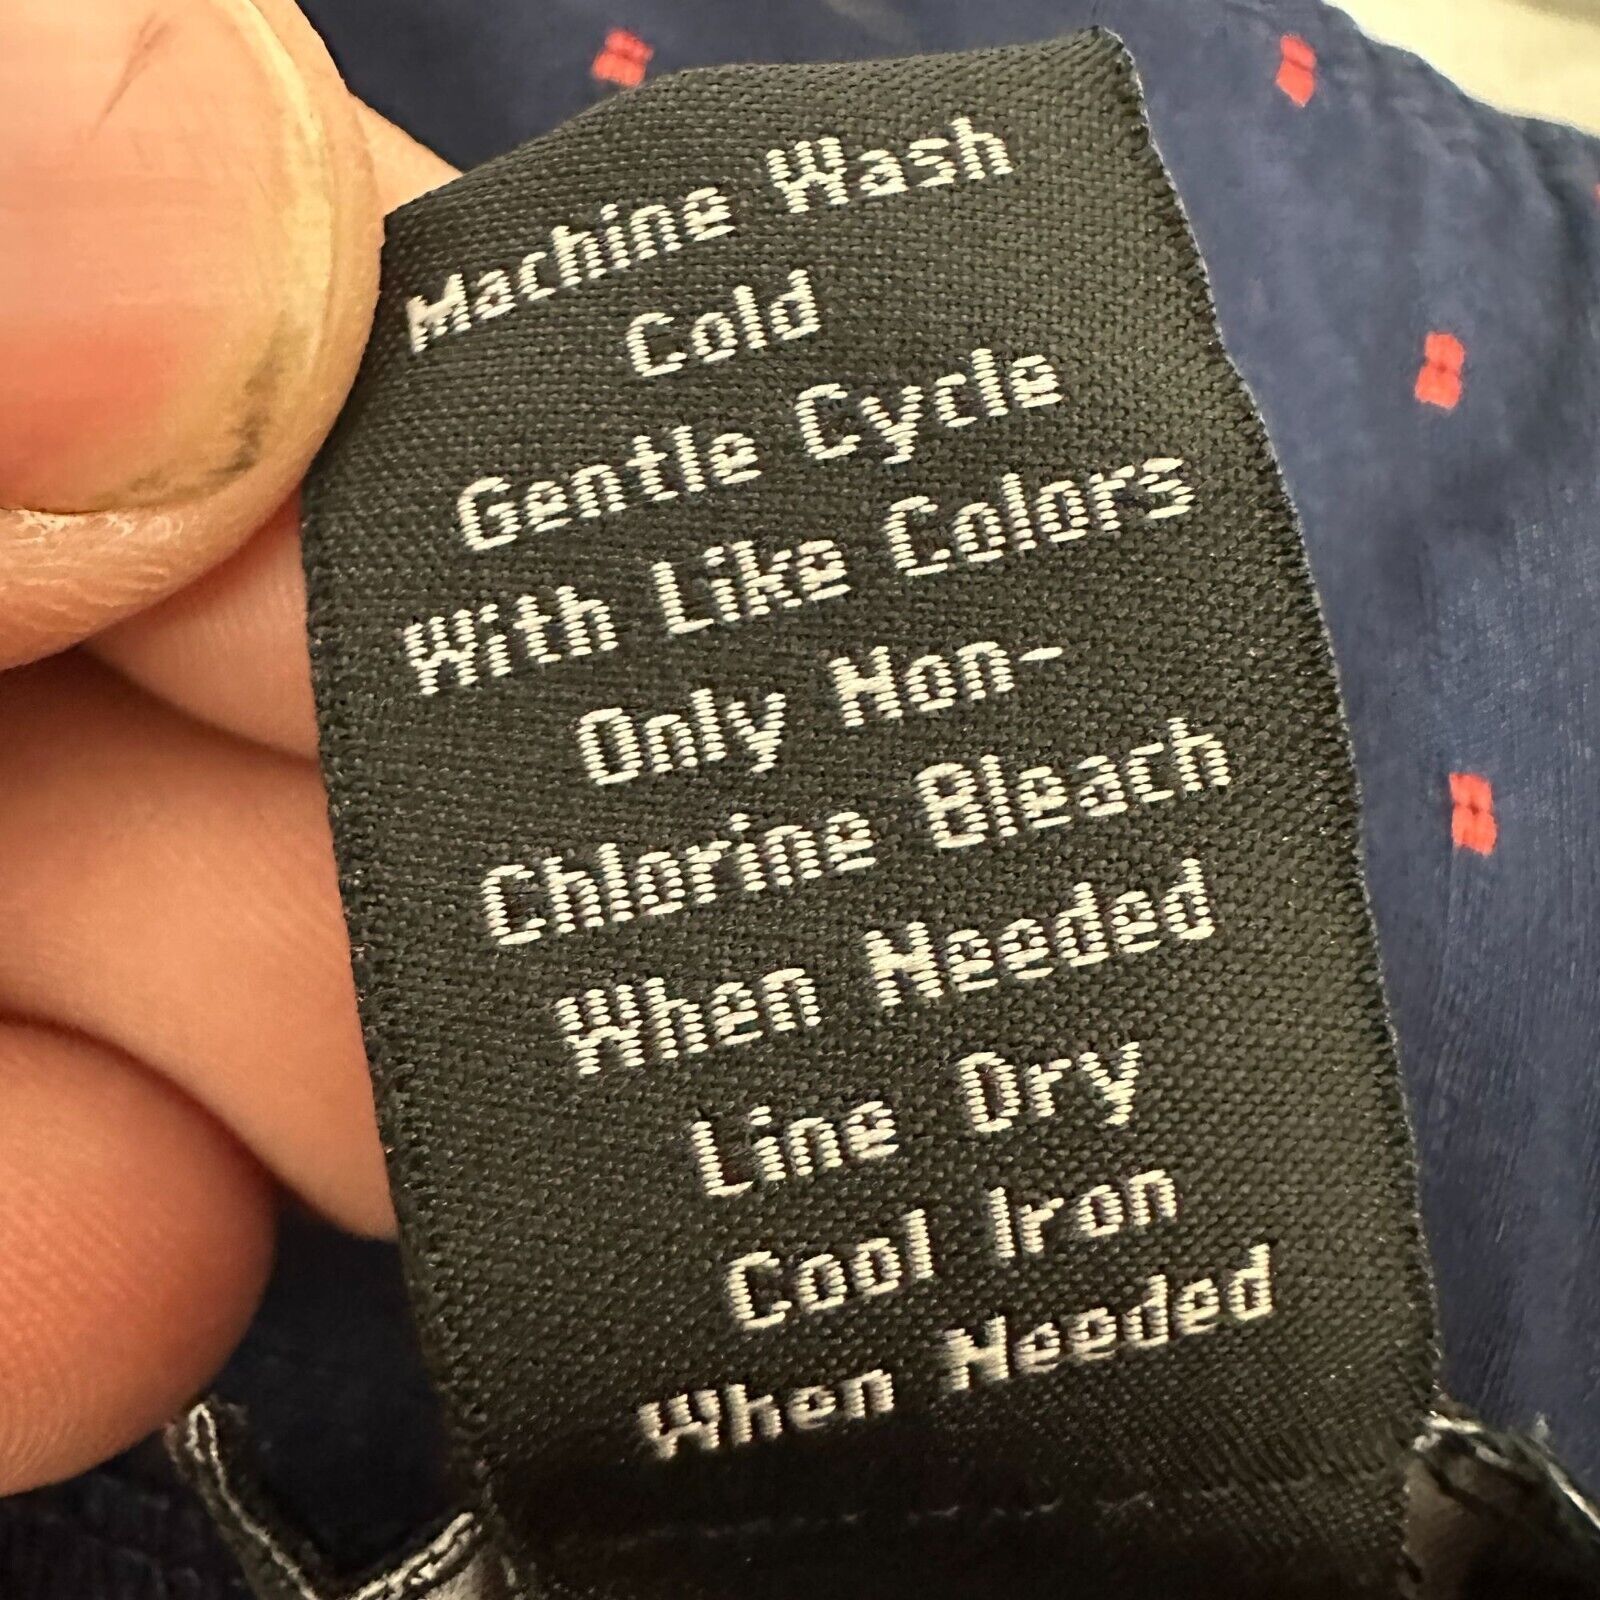 Machine Wash
Cold
Gentle Cycle
With Like Colors
Only Non-
Chlorine Bleach
When Needed
Line Dry
Cool Iron
When Needed